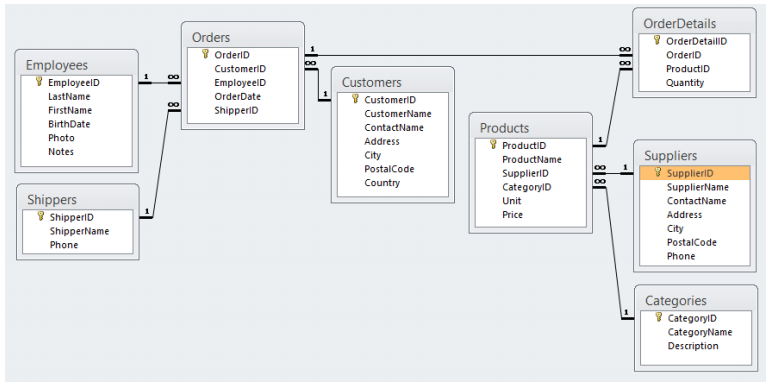 Employees
EmployeeID
LastName
FirstName
BirthDate
Photo
Notes
Shippers
ShipperID
ShipperName
Phone
Orders
OrderID
CustomerID
EmployeeID
OrderDate
ShipperID
Customers
CustomerID
CustomerName
ContactName
Address
City
PostalCode
Country
Products
ProductID
ProductName
SupplierID
CategoryID
Unit
Price
OrderDetails
OrderDetailID
OrderID
ProductID
Quantity
Suppliers
SupplierID
SupplierName
ContactName
Address
City
PostalCode
Phone
Categories
CategoryID
CategoryName
Description
1 ∞
1 ∞
1 ∞
∞ 1
1 ∞
∞ 1
∞ 1